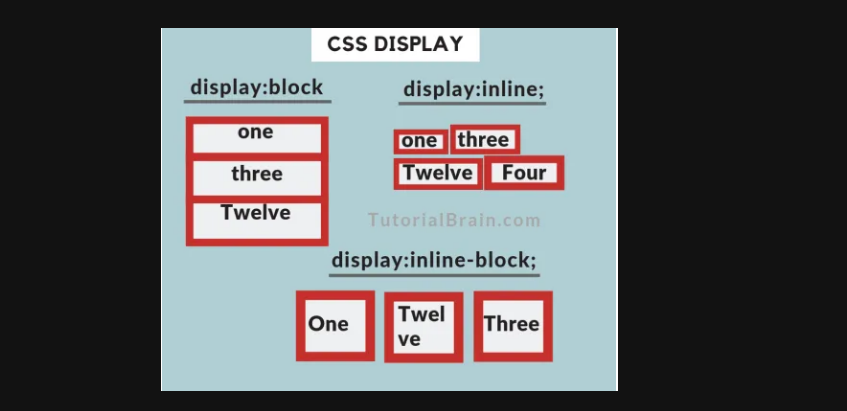 CSS DISPLAY
display:block
one
three
Twelve
display:inline;
one three
Twelve Four
TutorialBrain.com
display:inline-block;
One
Twel
ve
Three